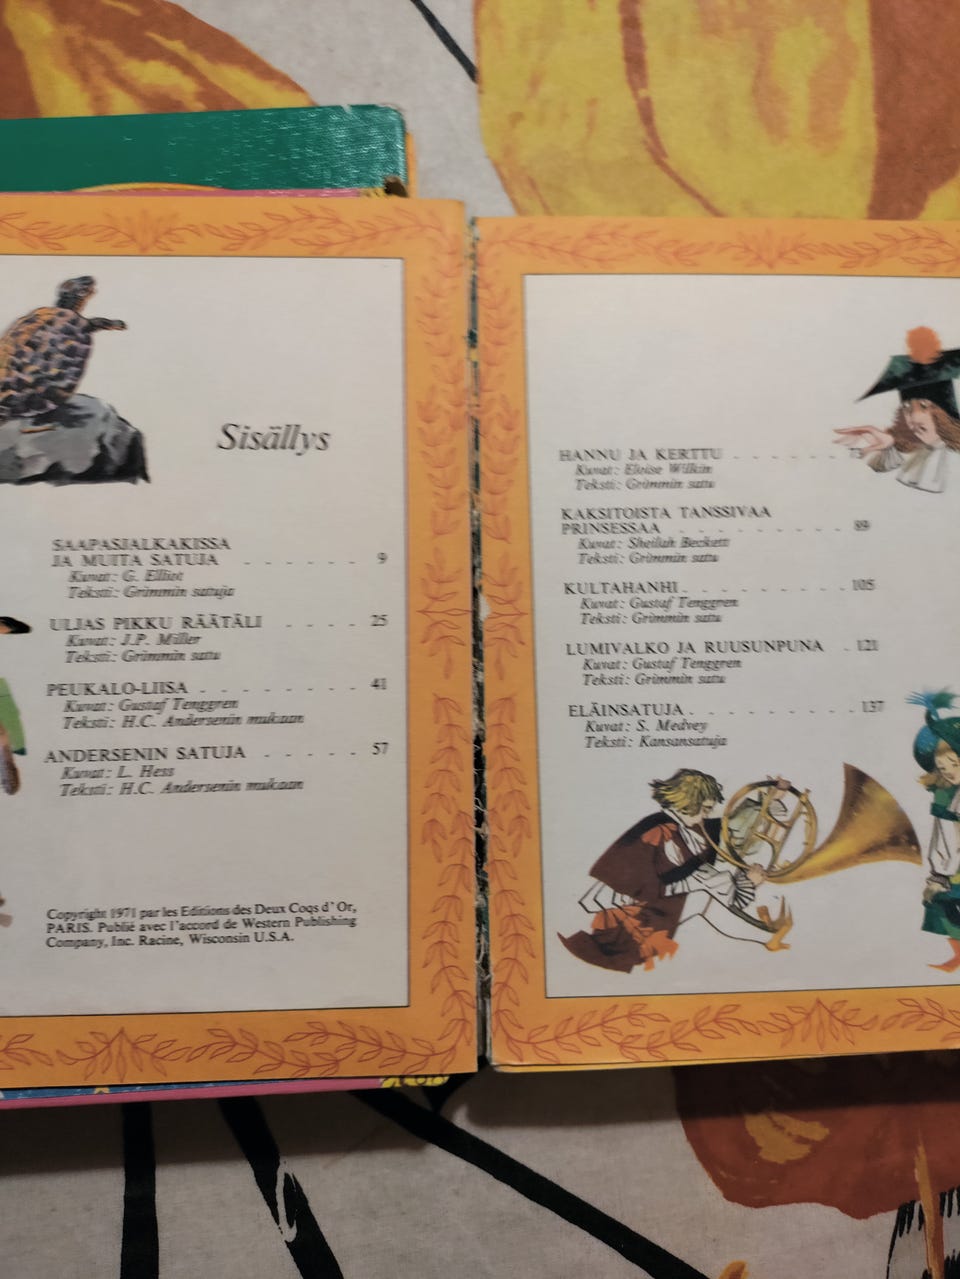 Sisällys
SAAPASJALKAKISSA
JA MUITA SATUJA . . . . . . 9
Kuvat: G. Elliot
Teksti: Grimmin satuja
ULJAS PIKKU RÄÄTÄLI . . . . 25
Kuvat: J.P. Miller
Teksti: Grimmin satu
PEUKALO-LIISA . . . . . . . 41
Kuvat: Gustaf Tenggren
Teksti: H.C. Andersenin mukaan
ANDERSENIN SATUJA . . . . . 57
Kuvat: L. Hess
Teksti: H.C. Andersenin mukaan
Copyright 1971 par les Editions des Deux Coqs d'Or,
PARIS. Publié avec l'accord de Western Publishing
Company, Inc. Racine, Wisconsin U.S.A.
HANNU JA KERTTU . . . . . . 73
Kuvat: Eloise Wilkin
Teksti: Grimmin satu
KAKSITOISTA TANSSIVAA
PRINSESSAA . . . . . . . . . 89
Kuvat: Sheilah Beckett
Teksti: Grimmin satu
KULTAHANHI . . . . . . . . . 105
Kuvat: Gustaf Tenggren
Teksti: Grimmin satu
LUMIVALKO JA RUUSUNPUNA . 121
Kuvat: Gustaf Tenggren
Teksti: Grimmin satu
ELÄINSATUJA . . . . . . . . . 137
Kuvat: S. Medvey
Teksti: Kansansatuja